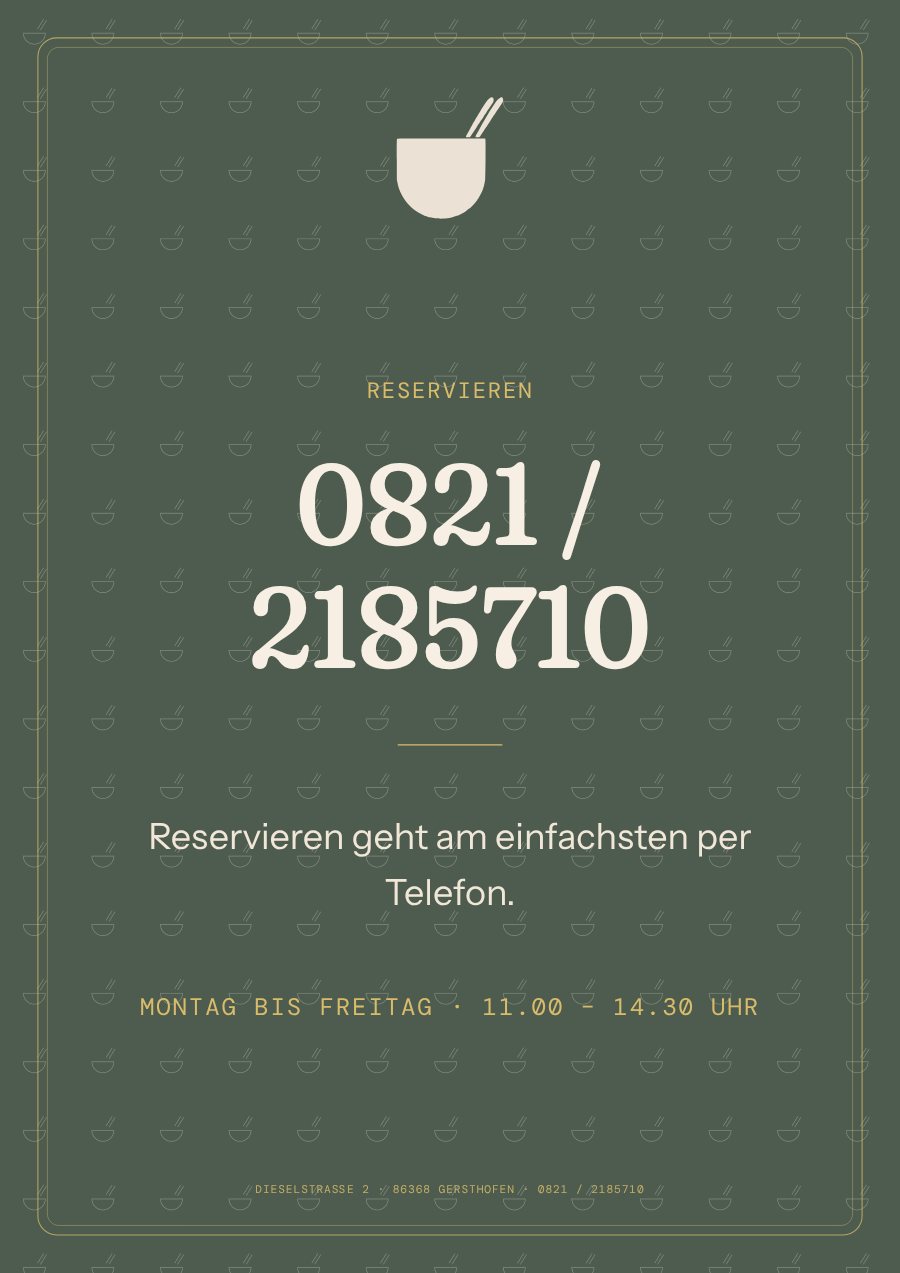 RESERVIEREN
0821 /
2185710
Reservieren geht am einfachsten per
Telefon.
MONTAG BIS FREITAG · 11.00 – 14.30 UHR
DIESELSTRASSE 2 · 86368 GERSTHOFEN · 0821 / 2185710